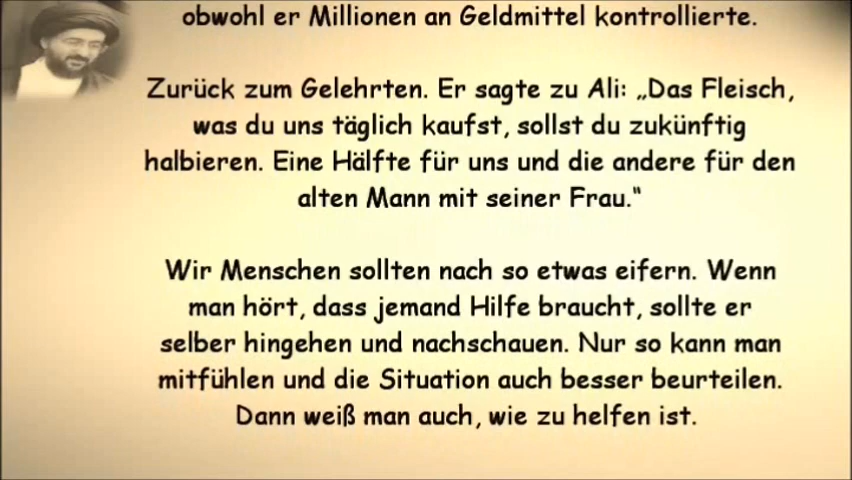 obwohl er Millionen an Geldmittel kontrollierte.
Zurück zum Gelehrten. Er sagte zu Ali: „Das Fleisch,
was du uns täglich kaufst, sollst du zukünftig
halbieren. Eine Hälfte für uns und die andere für den
alten Mann mit seiner Frau.“
Wir Menschen sollten nach so etwas eifern. Wenn
man hört, dass jemand Hilfe braucht, sollte er
selber hingehen und nachschauen. Nur so kann man
mitfühlen und die Situation auch besser beurteilen.
Dann weiß man auch, wie zu helfen ist.